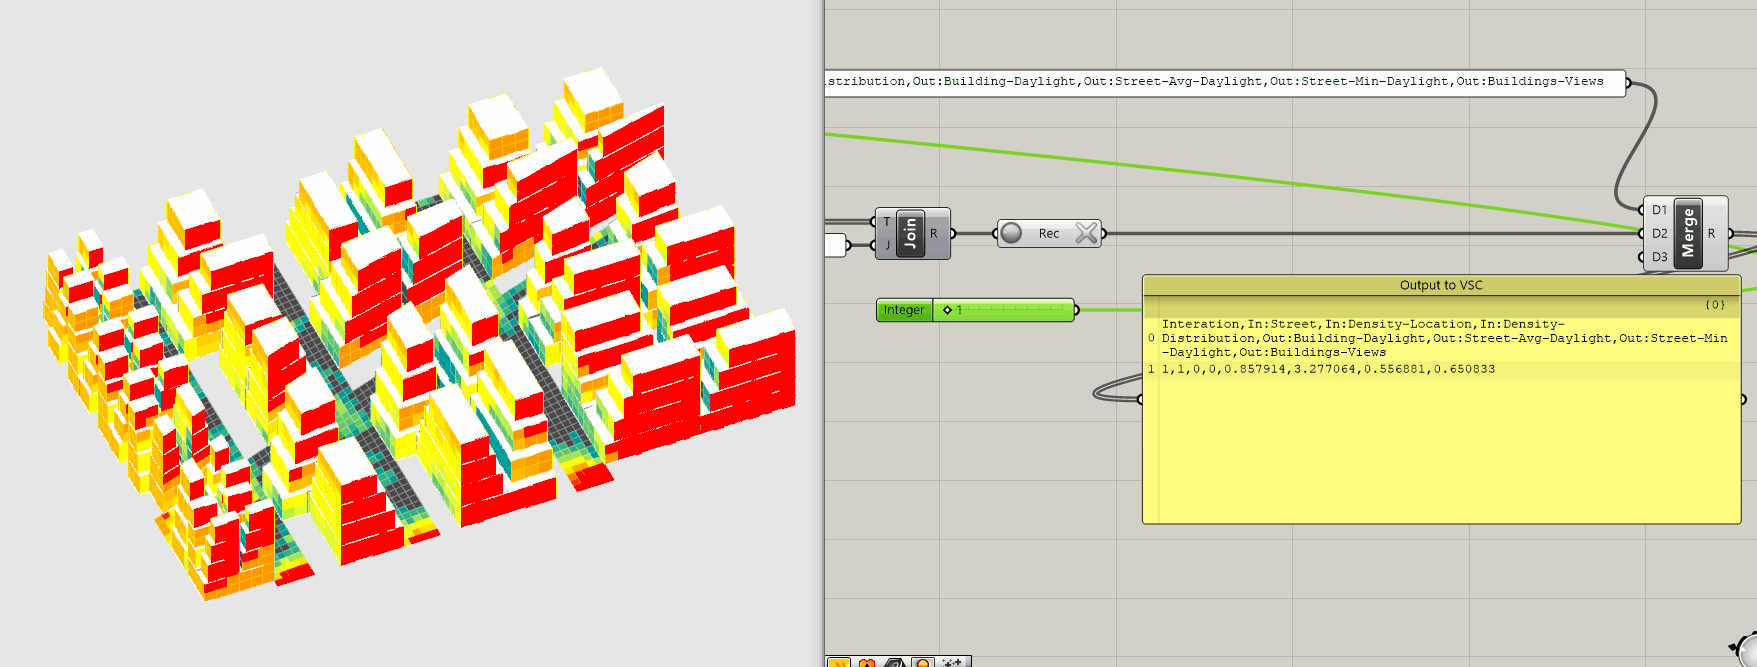 stribution,Out:Building-Daylight,Out:Street-Avg-Daylight,Out:Street-Min-Daylight,Out:Buildings-Views
T
J
Join
R
Rec
D1
D2
D3
Merge
R
Integer
1
Output to VSC
{0}
0
Interation,In:Street,In:Density-Location,In:Density-
Distribution,Out:Building-Daylight,Out:Street-Avg-Daylight,Out:Street-Min
-Daylight,Out:Buildings-Views
1 1,1,0,0,0.857914,3.277064,0.556881,0.650833